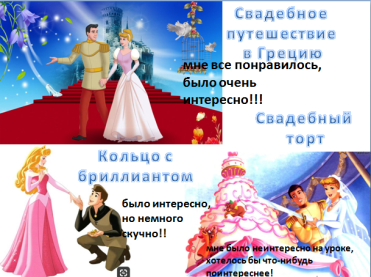 Свадебное
путешествие
в Грецию
мне все понравилось,
было очень
интересно!!!
Свадебный
торт
Кольцо с
бриллиантом
было интересно,
но немного
скучно!!
мне было неинтересно на уроке,
хотелось бы что-нибудь
поинтереснее!